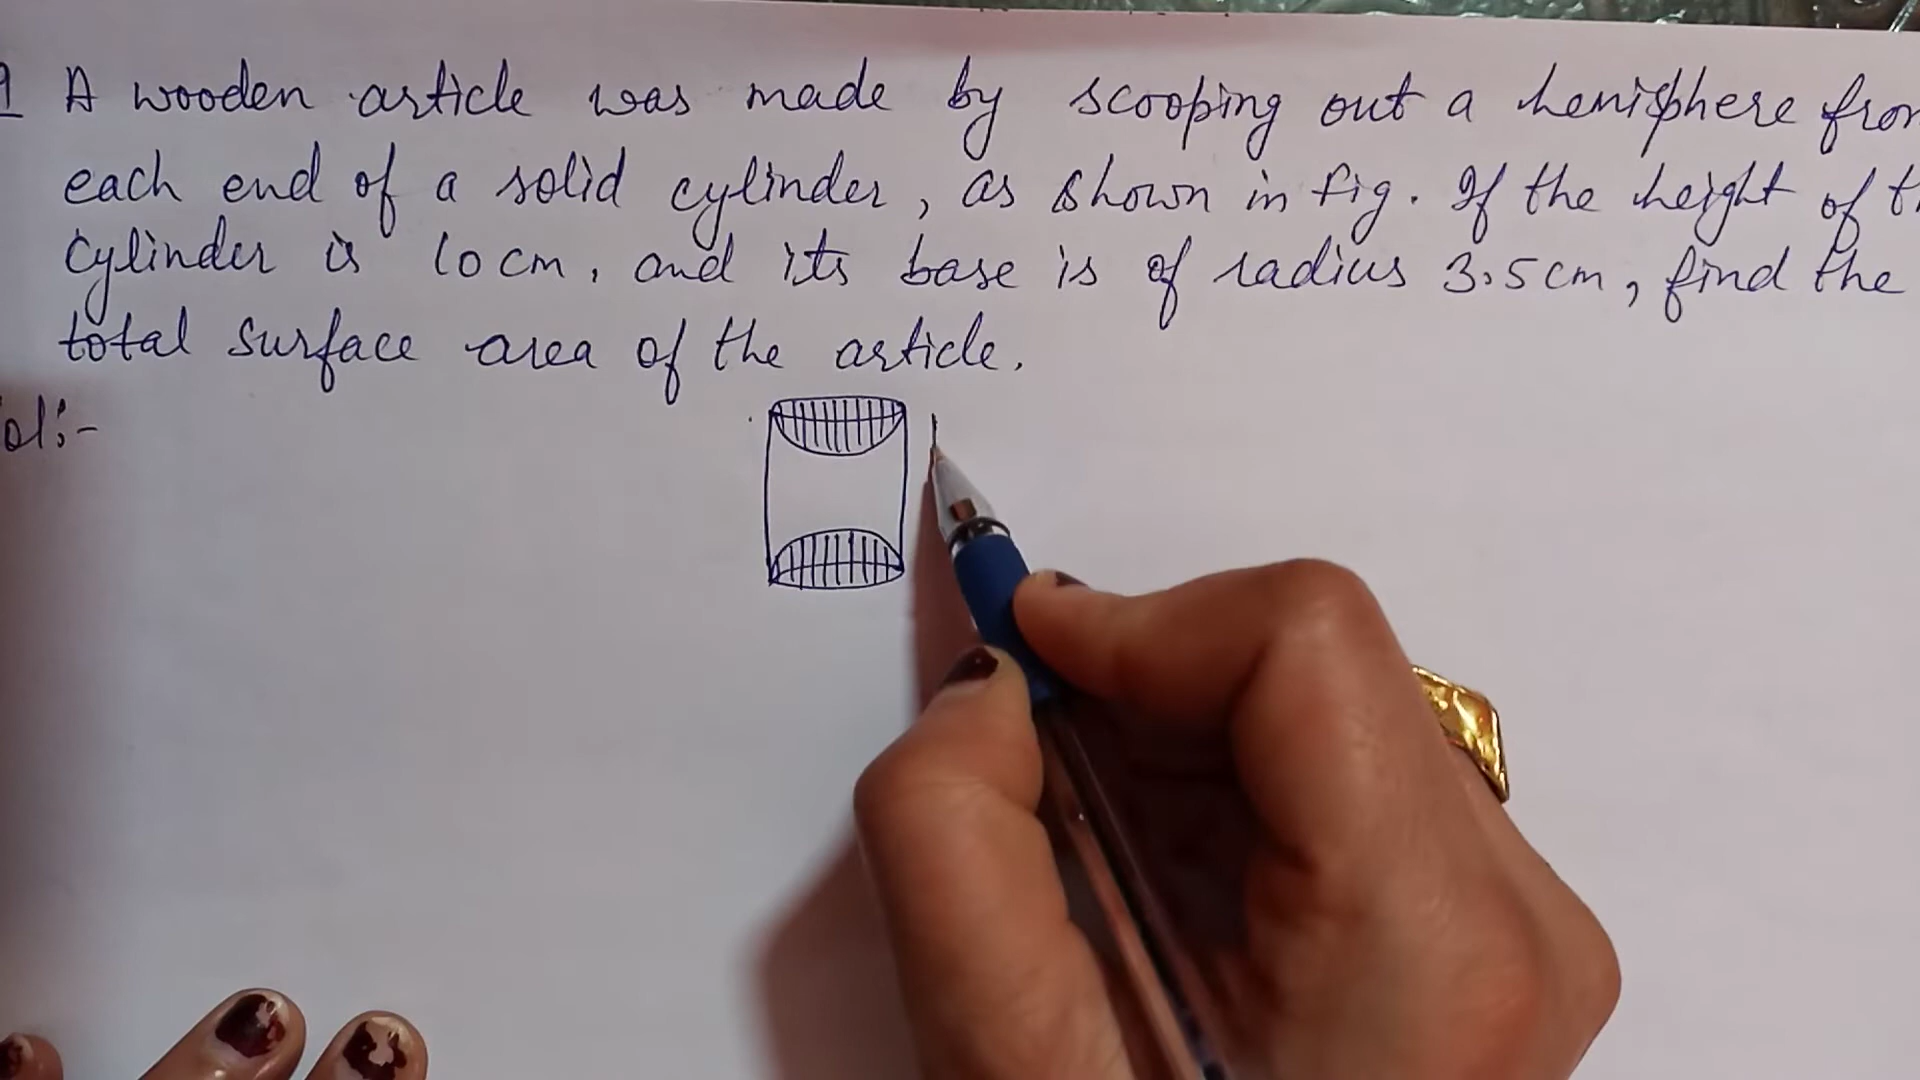 9 A wooden article was made by scooping out a hemisphere from
each end of a solid cylinder, as shown in fig. If the height of
cylinder is 10 cm, and its base is of radius 3.5 cm, find the
total surface area of the article.
ol:-